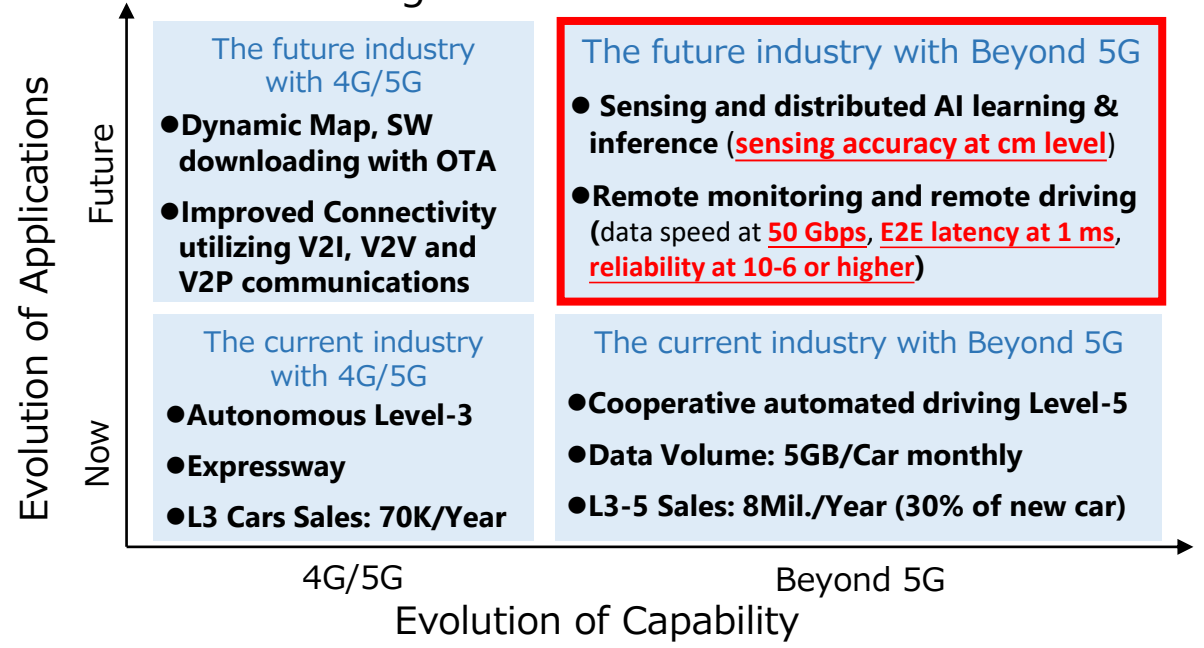 The future industry
with 4G/5G
●Dynamic Map, SW
downloading with OTA
●Improved Connectivity
utilizing V2I, V2V and
V2P communications
The future industry with Beyond 5G
● Sensing and distributed AI learning &
inference (sensing accuracy at cm level)
●Remote monitoring and remote driving
(data speed at 50 Gbps, E2E latency at 1 ms,
reliability at 10-6 or higher)
The current industry
with 4G/5G
●Autonomous Level-3
●Expressway
●L3 Cars Sales: 70K/Year
The current industry with Beyond 5G
●Cooperative automated driving Level-5
●Data Volume: 5GB/Car monthly
●L3-5 Sales: 8Mil./Year (30% of new car)
Evolution of Applications
Future
Now
4G/5G
Beyond 5G
Evolution of Capability